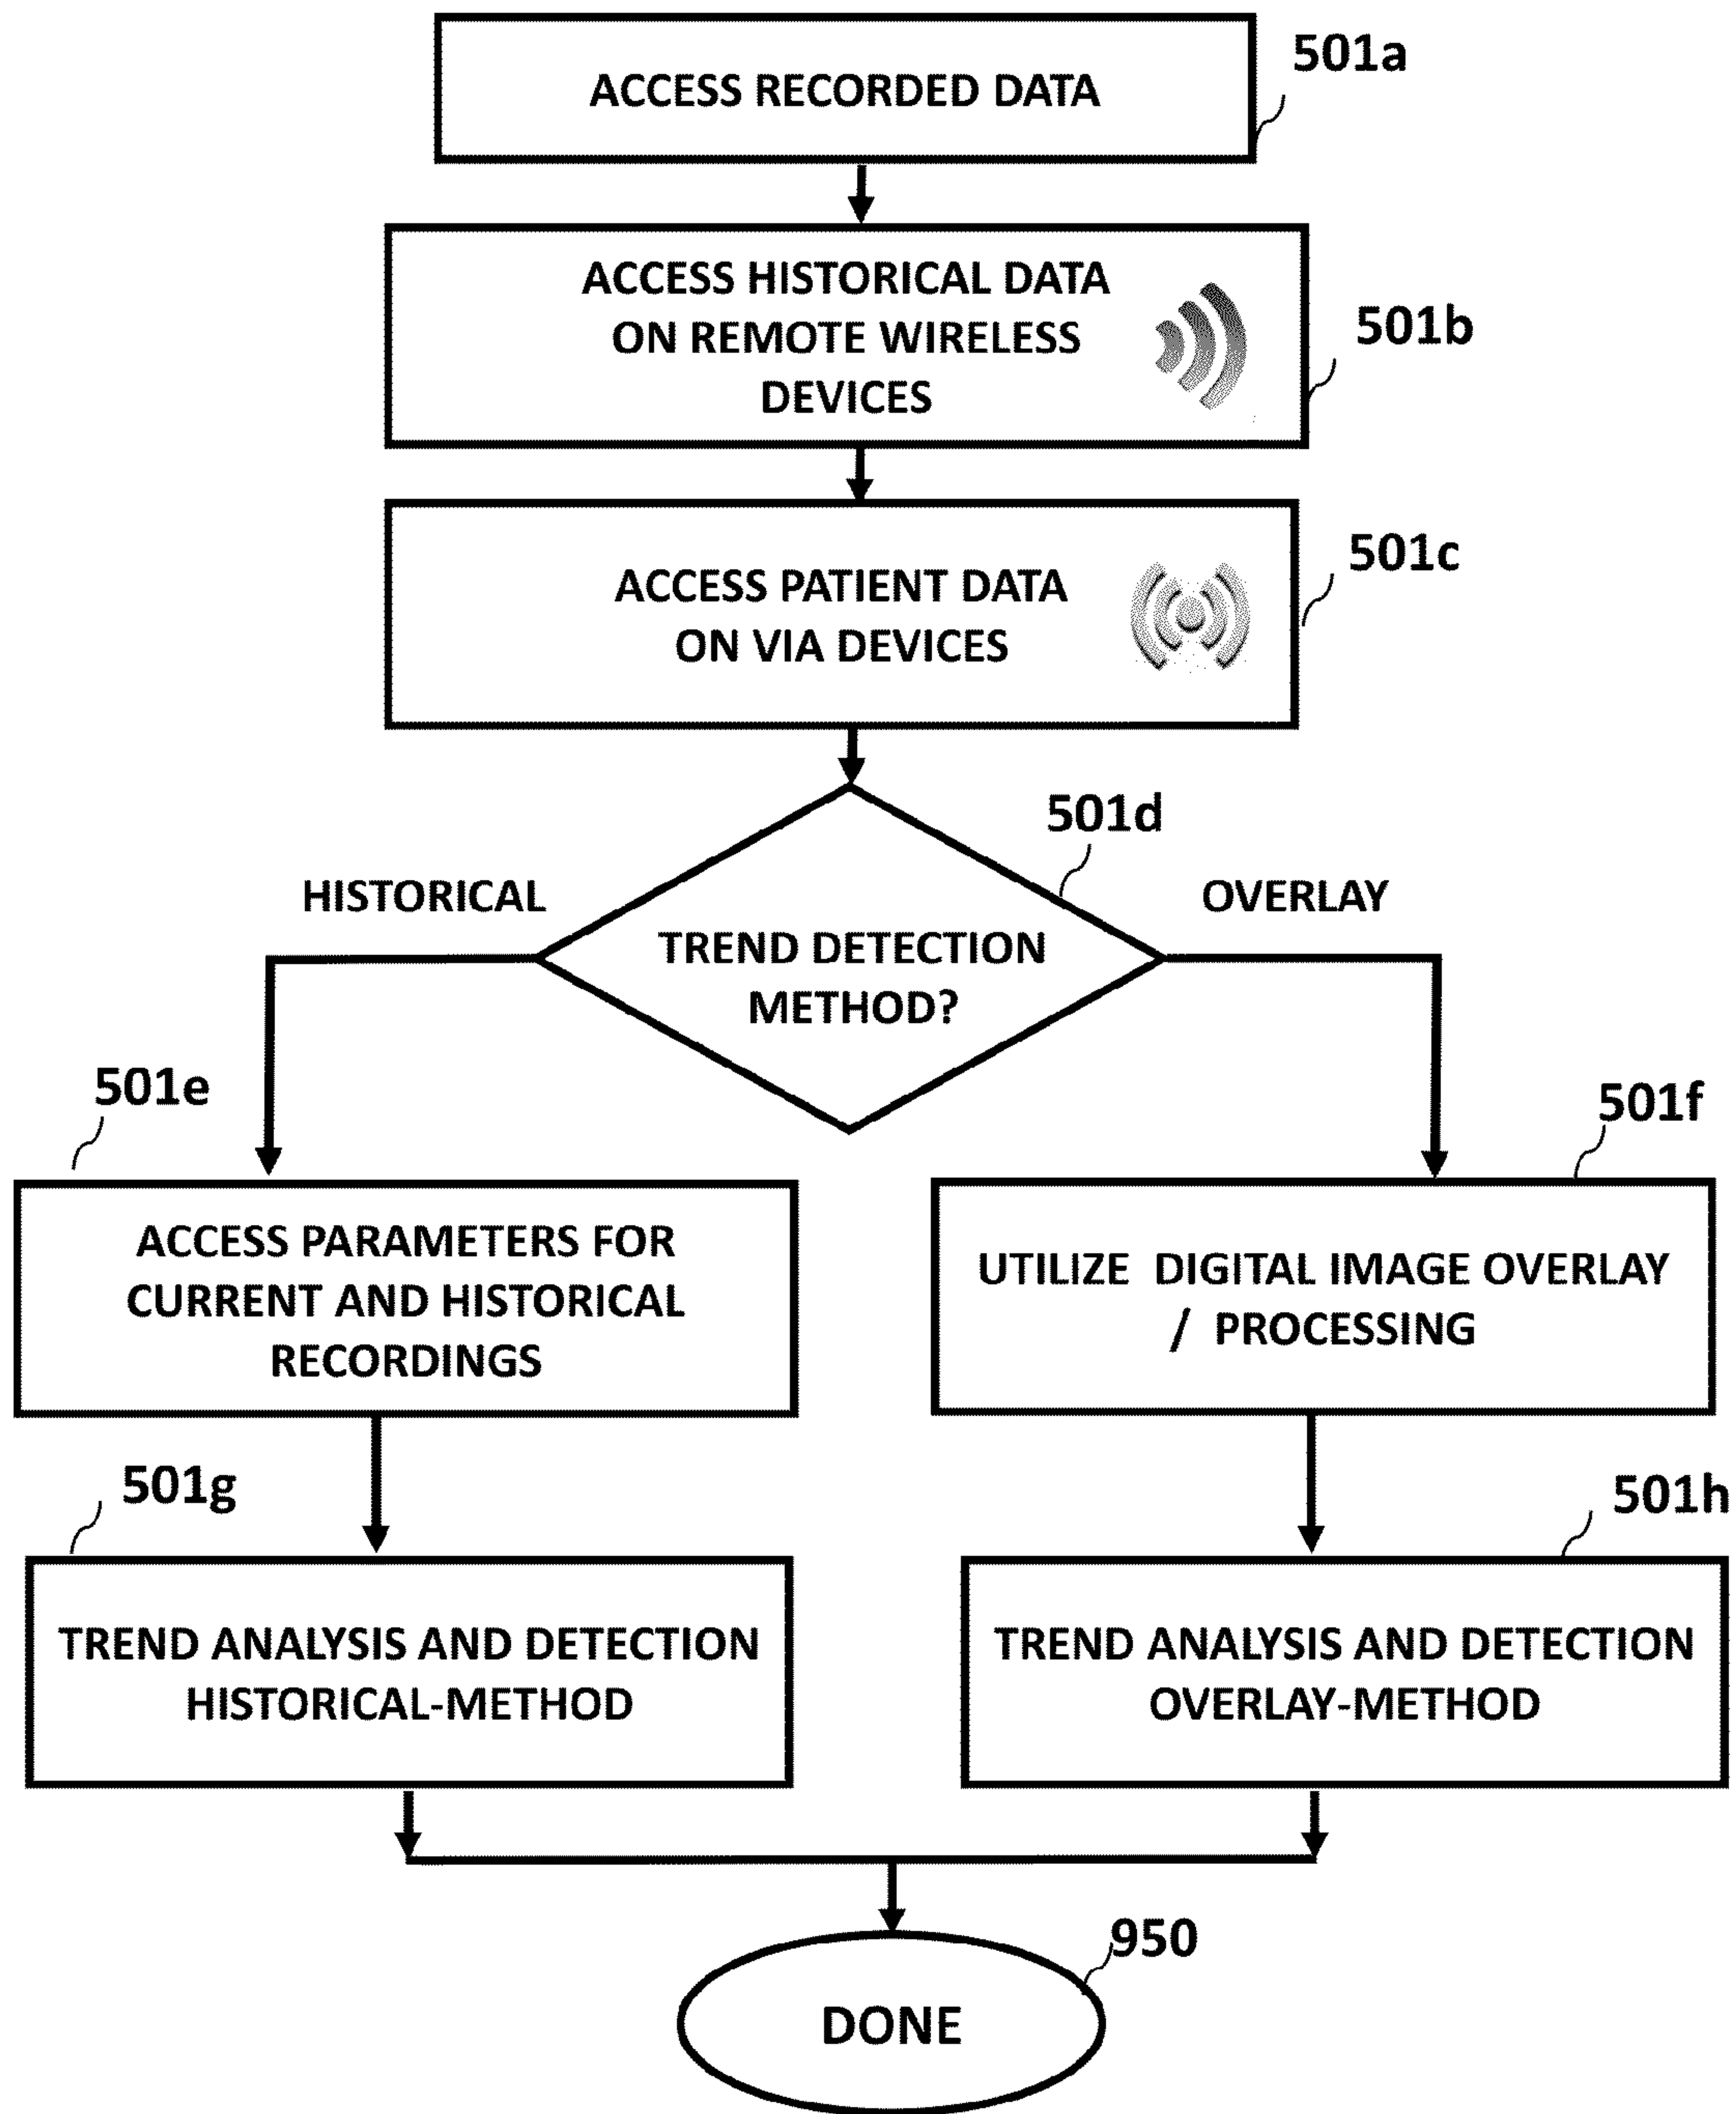 501a
ACCESS RECORDED DATA
ACCESS HISTORICAL DATA
ON REMOTE WIRELESS
DEVICES
501b
ACCESS PATIENT DATA
ON VIA DEVICES
501c
501d
HISTORICAL
OVERLAY
TREND DETECTION
METHOD?
501e
501f
ACCESS PARAMETERS FOR
CURRENT AND HISTORICAL
RECORDINGS
UTILIZE DIGITAL IMAGE OVERLAY
/ PROCESSING
501g
501h
TREND ANALYSIS AND DETECTION
HISTORICAL-METHOD
TREND ANALYSIS AND DETECTION
OVERLAY-METHOD
950
DONE